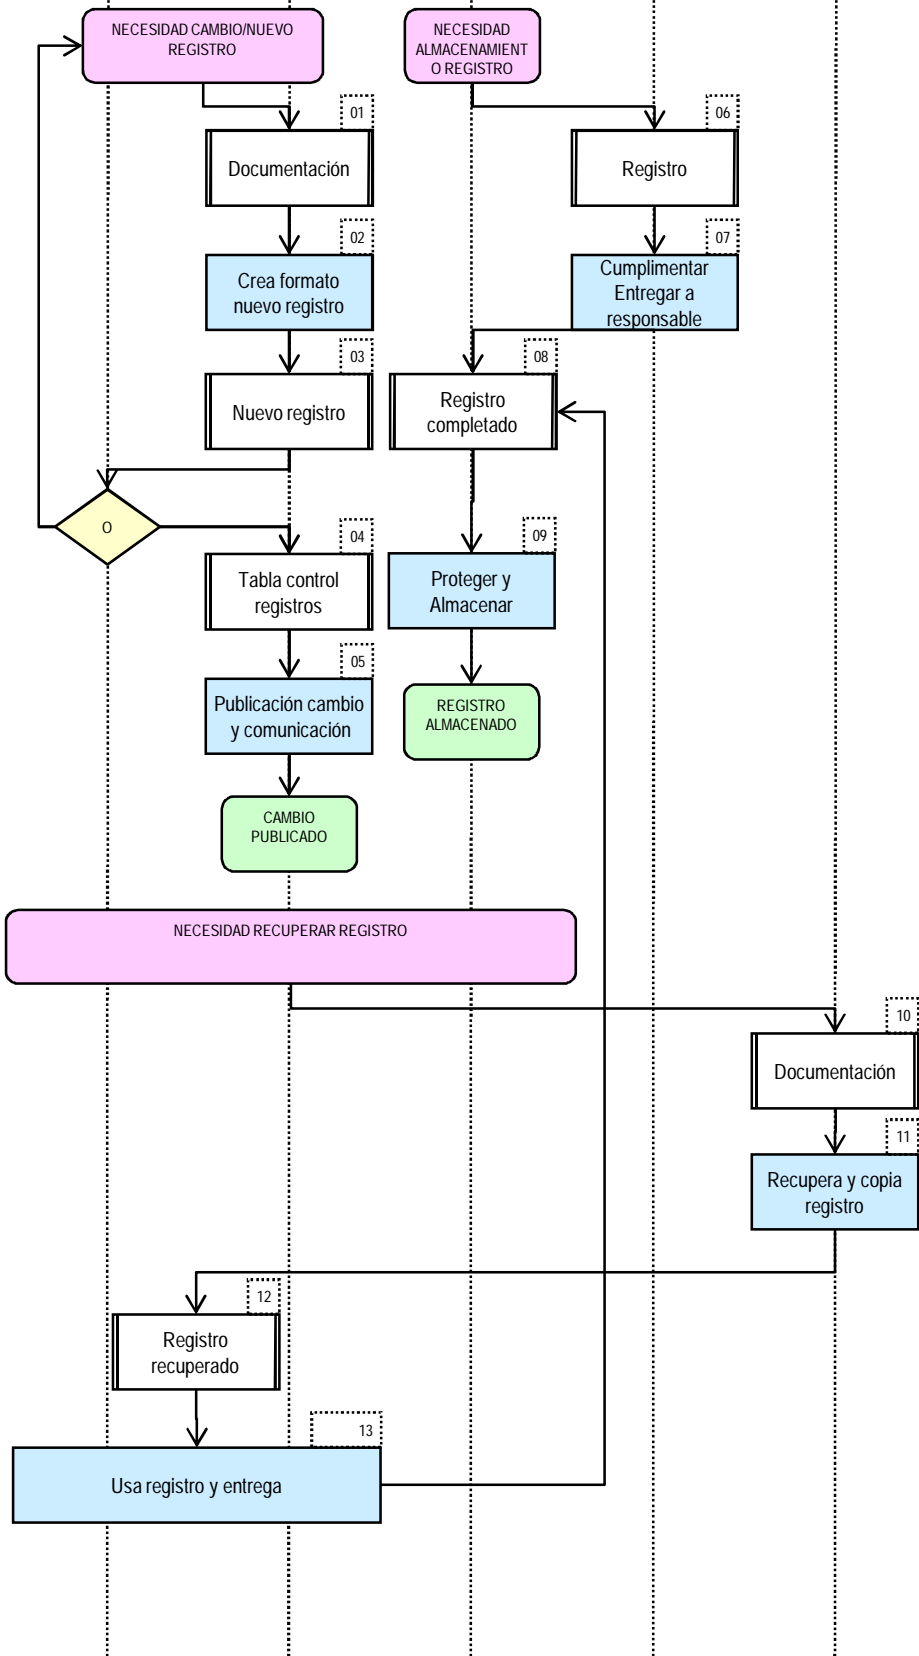 NECESIDAD CAMBIO/NUEVO
REGISTRO
NECESIDAD
ALMACENAMIENT
O REGISTRO
01
Documentación
06
Registro
02
Crea formato
nuevo registro
07
Cumplimentar
Entregar a
responsable
03
Nuevo registro
08
Registro
completado
O
04
Tabla control
registros
09
Proteger y
Almacenar
05
Publicación cambio
y comunicación
REGISTRO
ALMACENADO
CAMBIO
PUBLICADO
NECESIDAD RECUPERAR REGISTRO
10
Documentación
11
Recupera y copia
registro
12
Registro
recuperado
13
Usa registro y entrega